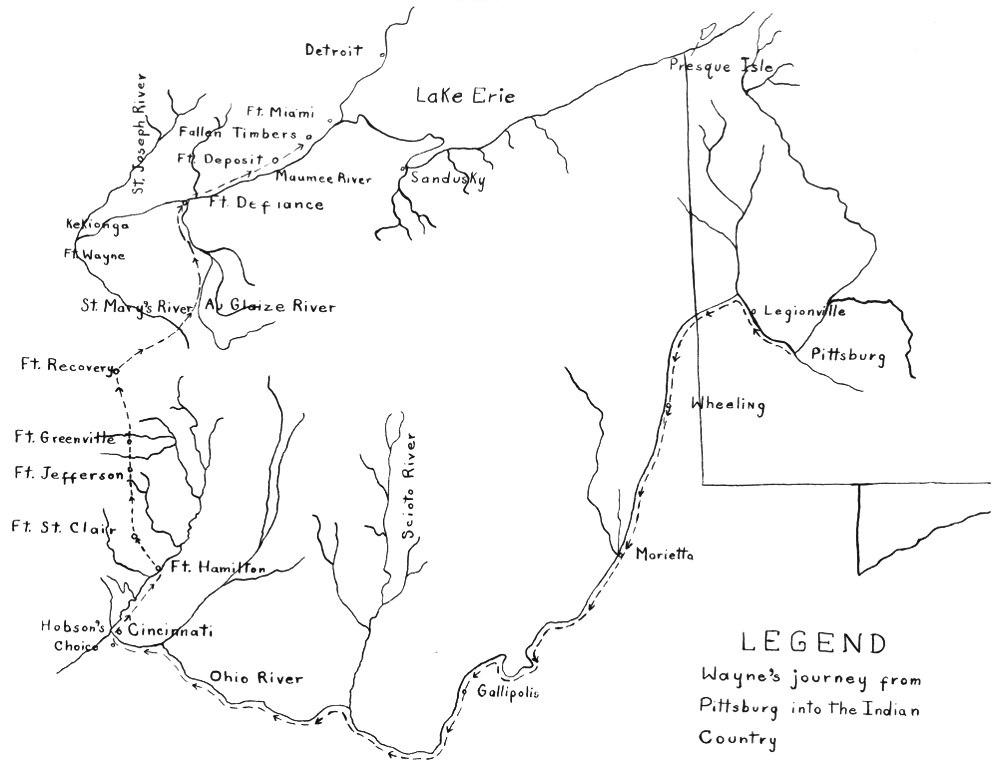 Detroit
Presque Isle
Lake Erie
St. Joseph River
Ft. Miami
Fallen Timbers
Ft. Deposit
Maumee River
Sandusky
Ft. Defiance
Kekionga
Ft. Wayne
St. Mary's River
Au Glaize River
Legionville
Pittsburg
Ft. Recovery
Wheeling
Ft. Greenville
Ft. Jefferson
Scioto River
Ft. St. Clair
Morietta
Ft. Hamilton
Hobson's
Choice
Cincinnati
Ohio River
Gallipolis
LEGEND
Wayne's journey from
Pittsburg into the Indian
Country